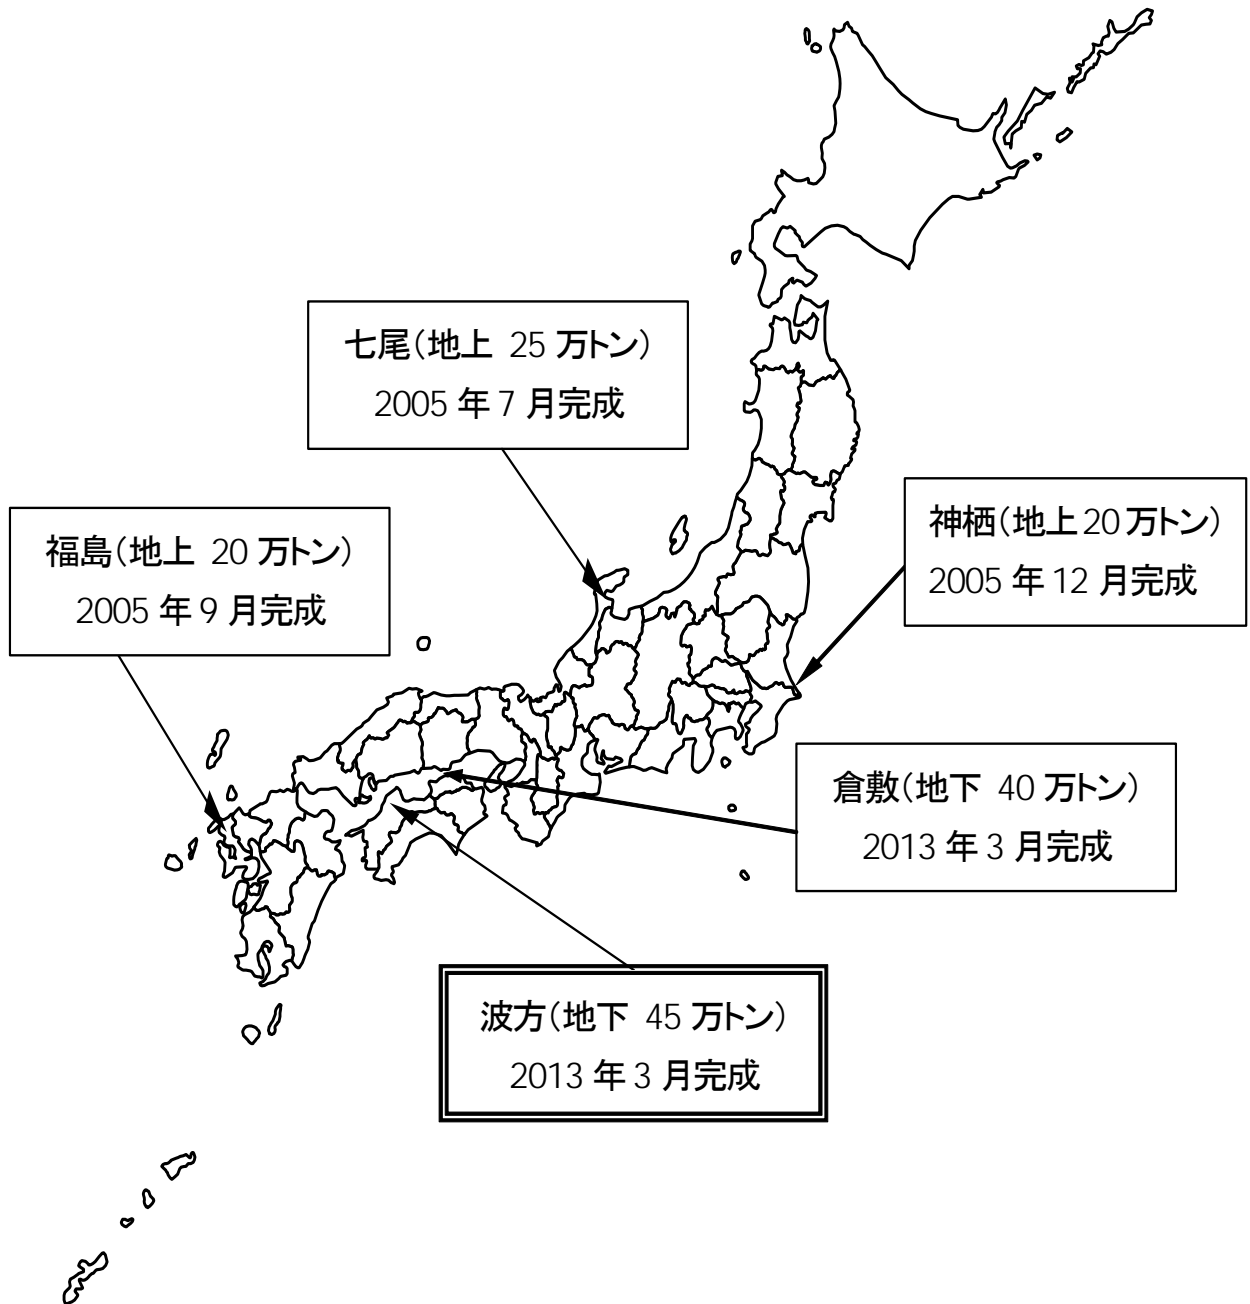 七尾(地上 25 万トン)
2005 年 7 月完成
神栖(地上 20 万トン)
2005 年 12 月完成
福島(地上 20 万トン)
2005 年 9 月完成
倉敷(地下 40 万トン)
2013 年 3 月完成
波方(地下 45 万トン)
2013 年 3 月完成